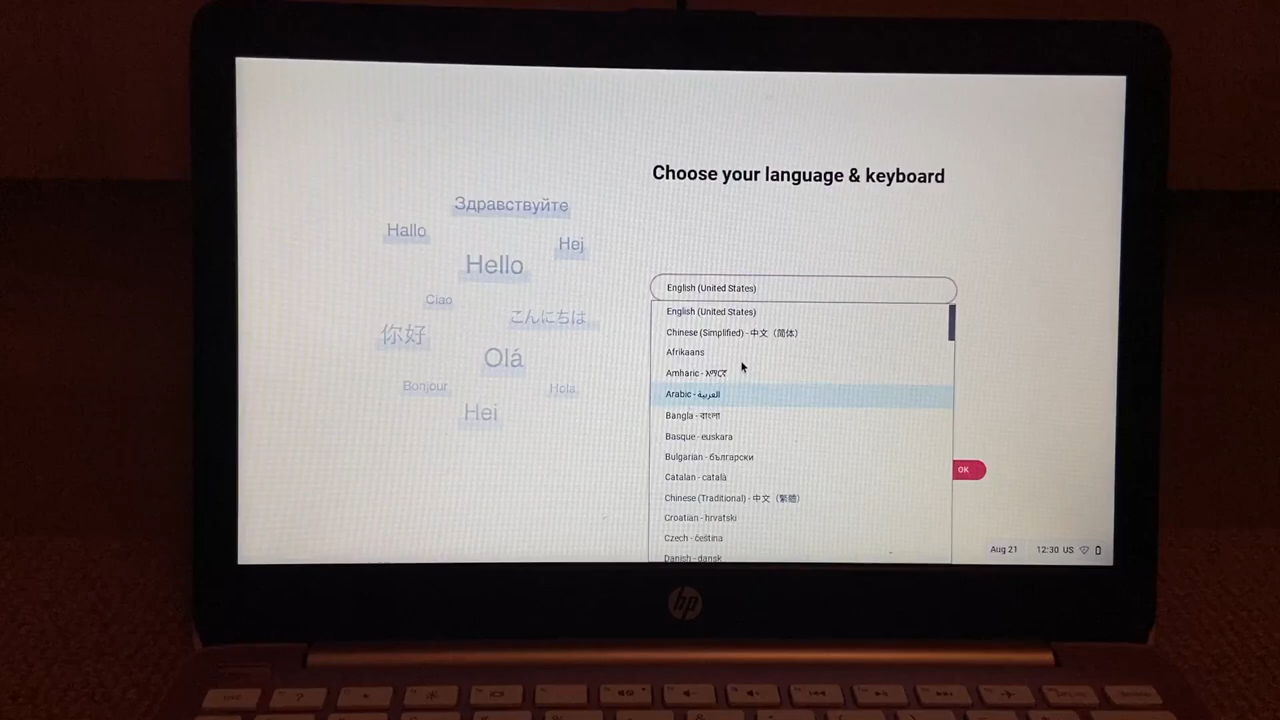 Choose your language & keyboard
Здравствуйте
Hallo
Hej
Hello
Ciao
こんにちは
你好
Olá
Bonjour
Hola
Hei
English (United States)
English (United States)
Chinese (Simplified) - 中文（简体）
Afrikaans
Amharic - አማርኛ
Arabic - العربية
Bangla - বাংলা
Basque - euskara
Bulgarian - български
Catalan - català
Chinese (Traditional) - 中文（繁體）
Croatian - hrvatski
Czech - čeština
Danish - dansk
OK
Aug 21
12:30 US
hp
esc
?